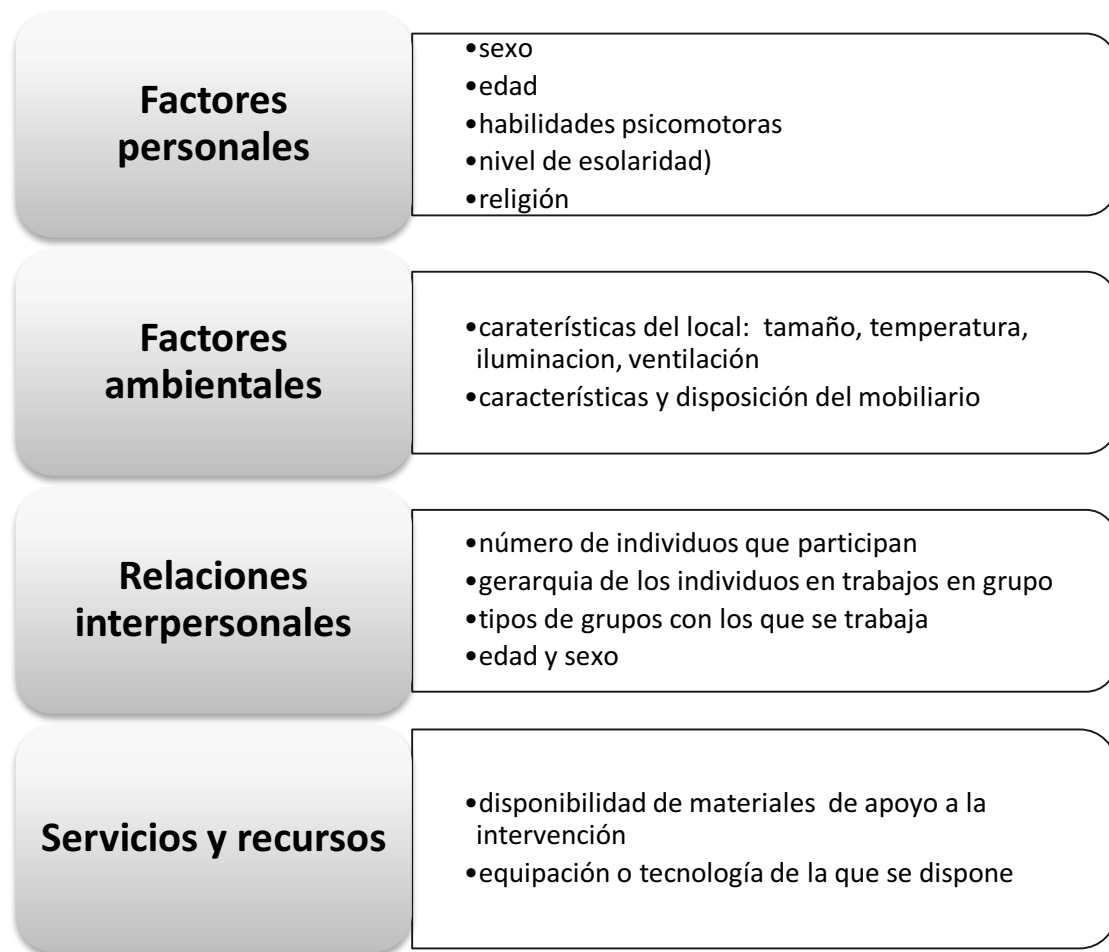 Factores
personales
•sexo
•edad
•habilidades psicomotoras
•nivel de esolaridad)
•religión
Factores
ambientales
•caraterísticas del local:  tamaño, temperatura,
iluminacion, ventilación
•características y disposición del mobiliario
Relaciones
interpersonales
•número de individuos que participan
•gerarquia de los individuos en trabajos en grupo
•tipos de grupos con los que se trabaja
•edad y sexo
Servicios y recursos
•disponibilidad de materiales  de apoyo a la
intervención
•equipación o tecnología de la que se dispone